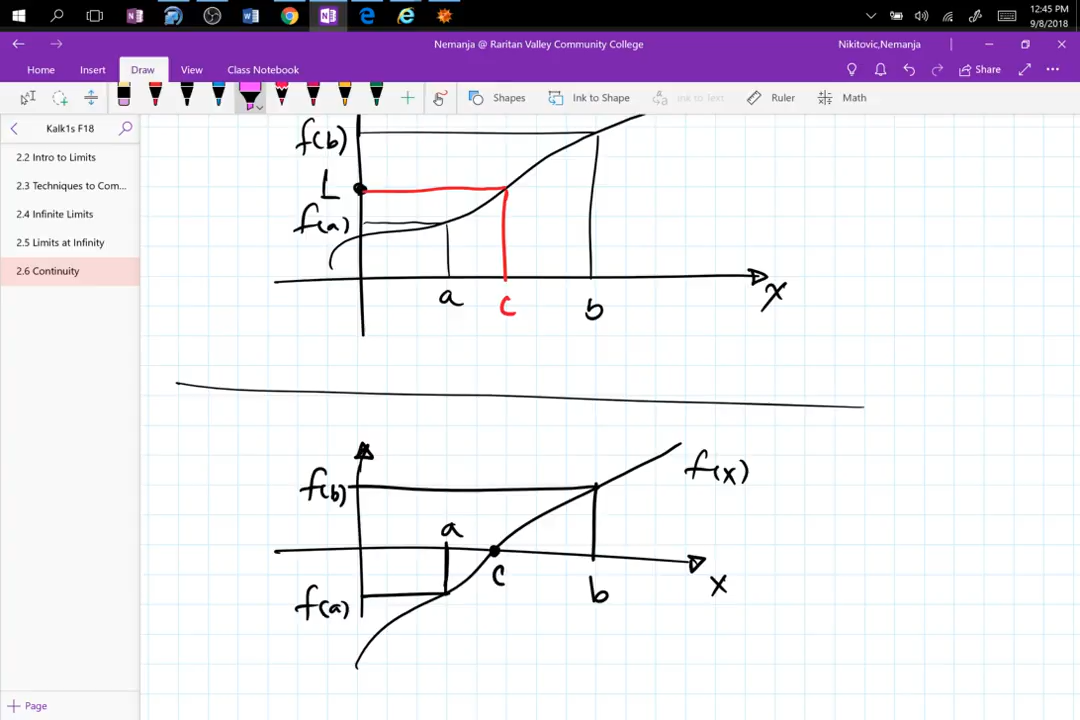 12:45 PM
9/8/2018
Nemanja @ Raritan Valley Community College
Nikitovic,Nemanja
Home Insert Draw View Class Notebook
Share
Shapes Ink to Shape Ink to Text Ruler Math
Kalk1s F18
2.2 Intro to Limits
2.3 Techniques to Com...
2.4 Infinite Limits
2.5 Limits at Infinity
2.6 Continuity
f(b)
L
f(a)
a c b x
f(x)
f(b)
a
c
b x
f(a)
+ Page